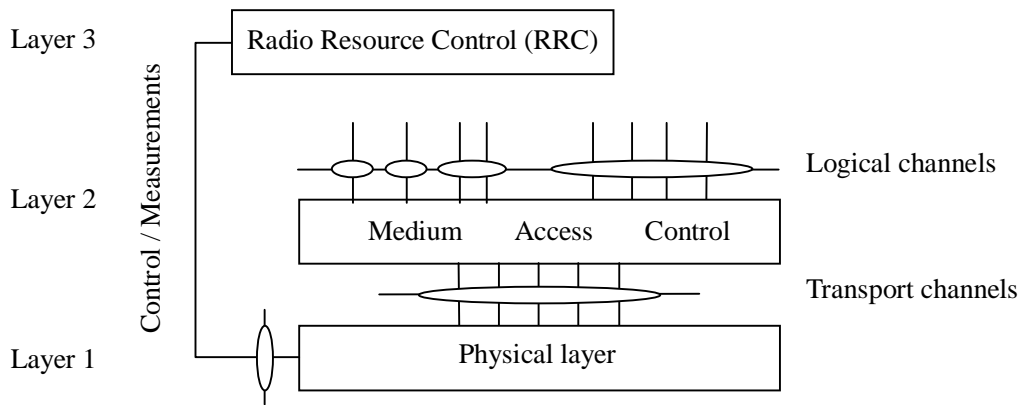 Layer 3
Radio Resource Control (RRC)
Control / Measurements
Logical channels
Layer 2
Medium Access Control
Transport channels
Layer 1
Physical layer